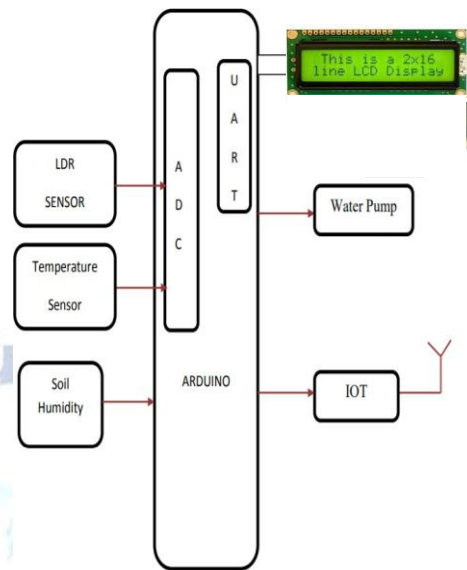 This is a 2x16
line LCD Display
U
A
R
T
A
D
C
LDR
SENSOR
Temperature
Sensor
Soil
Humidity
ARDUINO
Water Pump
IOT